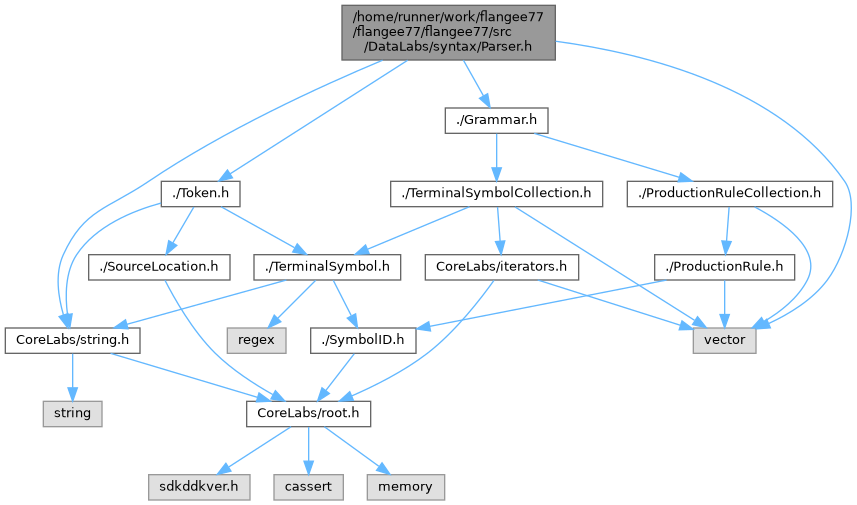 /home/runner/work/flangee77
/flangee77/flangee77/src
/DataLabs/syntax/Parser.h
./Grammar.h
./Token.h
./TerminalSymbolCollection.h
./ProductionRuleCollection.h
./SourceLocation.h
./TerminalSymbol.h
CoreLabs/iterators.h
./ProductionRule.h
CoreLabs/string.h
regex
./SymbolID.h
vector
string
CoreLabs/root.h
sdkddkver.h
cassert
memory